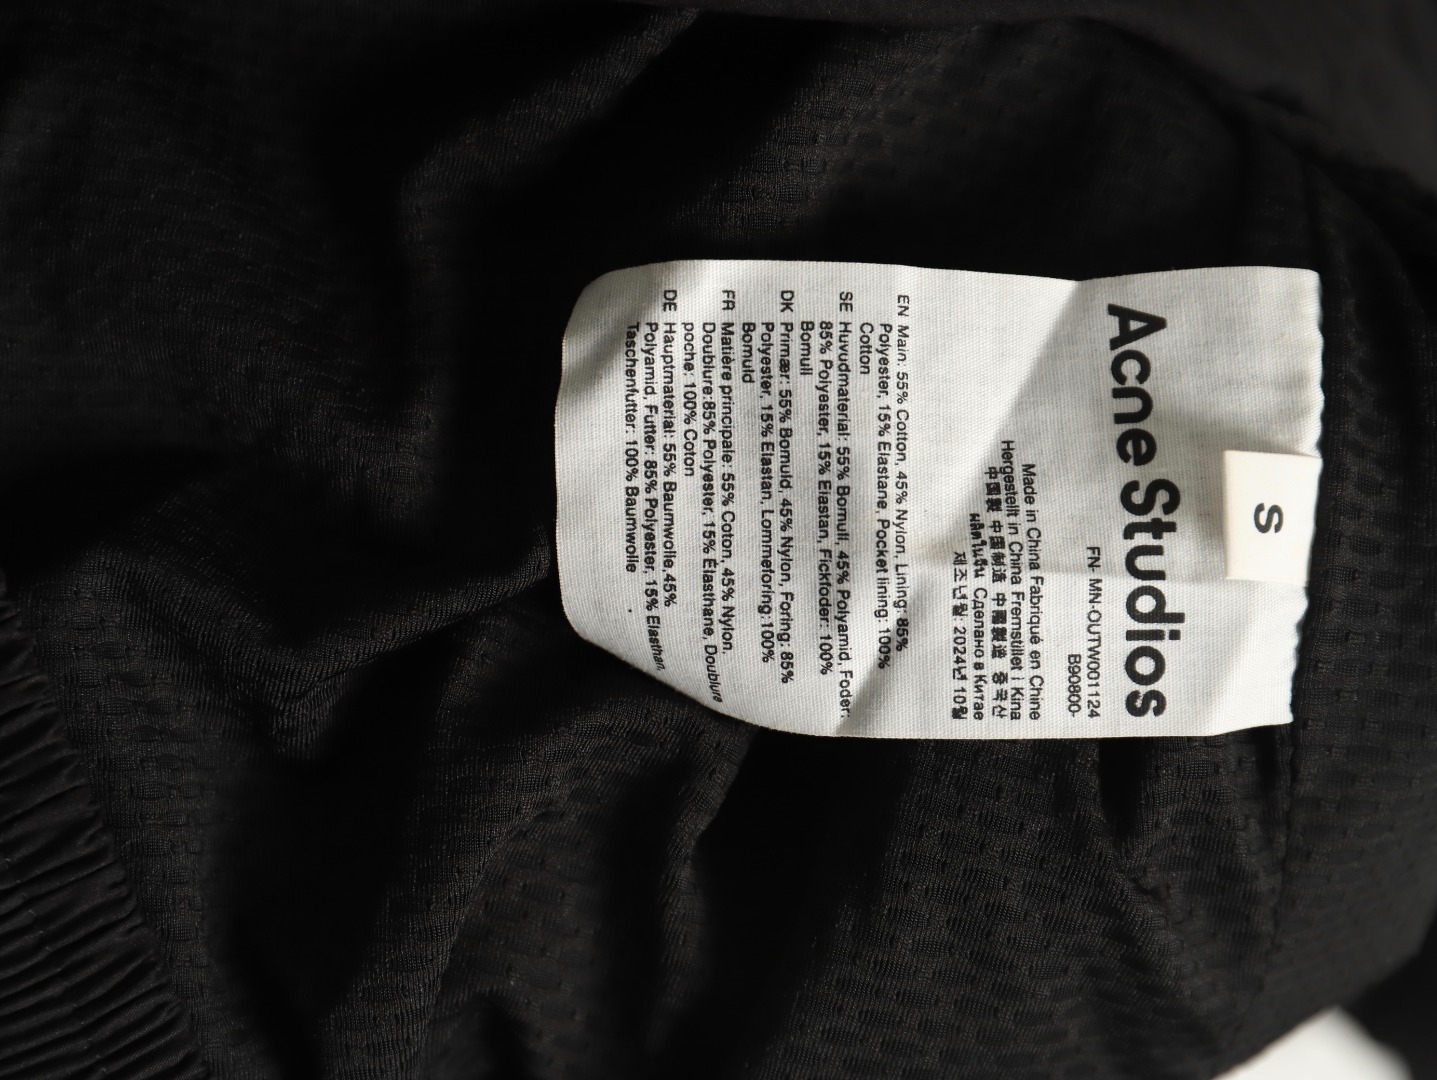 S
Acne Studios
FN- MN-OUTW001124
B90800-
Made in China Fabriqué en Chine
Hergestellt in China Fremstillet i Kina
中国製 中国制造 中國製造 중국산
ผลิตในจีน Сделано в Китае
제조년월: 2024년 10월
EN Main: 55% Cotton, 45% Nylon, Lining: 85%
Polyester, 15% Elastane, Pocket lining: 100%
Cotton
SE Huvudmaterial: 55% Bomull, 45% Polyamid, Foder:
85% Polyester, 15% Elastan, Fickfoder: 100%
Bomull
DK Primær: 55% Bomuld, 45% Nylon, Foring: 85%
Polyester, 15% Elastan, Lommeforing:100%
Bomuld
FR Matière principale: 55% Coton, 45% Nylon,
Doublure:85% Polyester, 15% Élasthane, Doublure
poche: 100% Coton
DE Hauptmaterial: 55% Baumwolle,45%
Polyamid, Futter: 85% Polyester, 15% Elasthan,
Taschenfutter: 100% Baumwolle